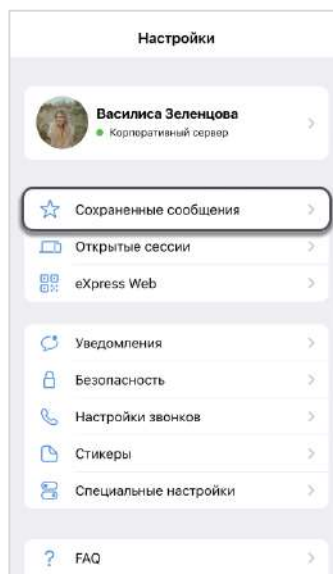 Настройки
Василиса Зеленцова
Корпоративный сервер
Сохраненные сообщения
Открытые сессии
eXpress Web
Уведомления
Безопасность
Настройки звонков
Стикеры
Специальные настройки
FAQ